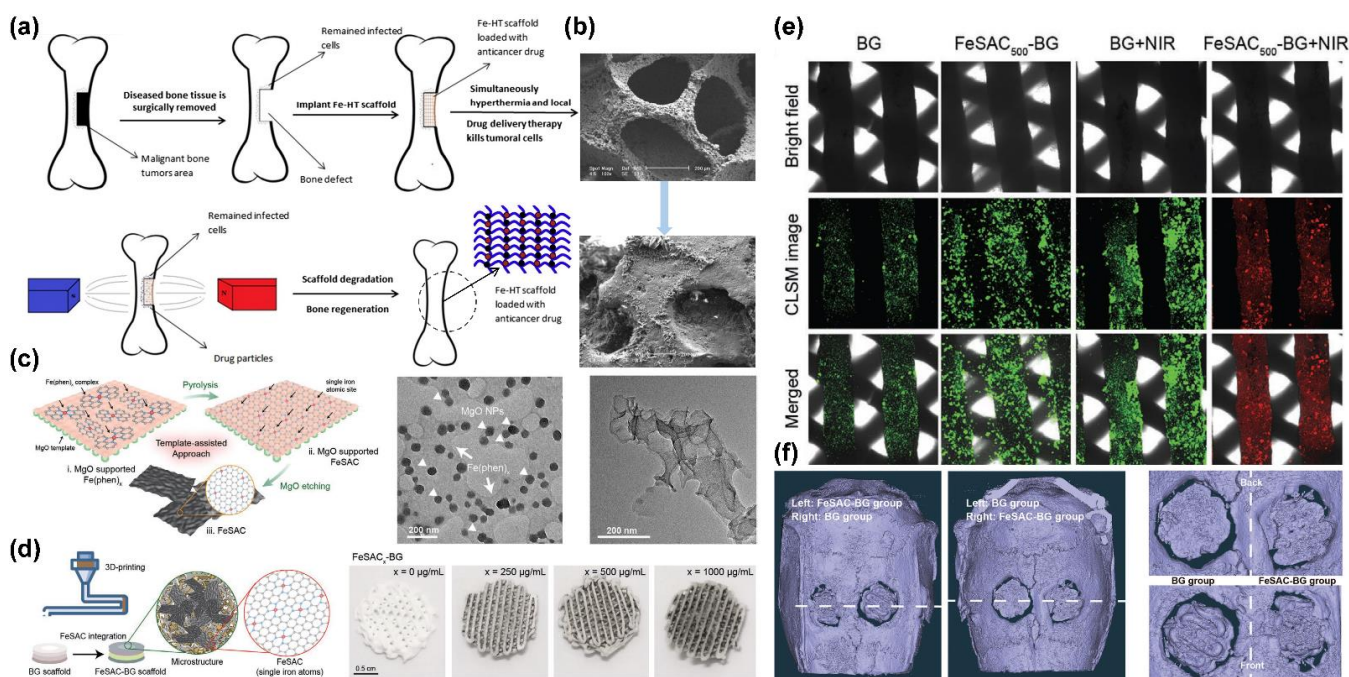 (a)
Remained infected
cells
Fe-HT scaffold
loaded with
anticancer drug
Diseased bone tissue is
surgically removed
Implant Fe-HT scaffold
Simultaneously
hyperthermia and local
Drug delivery therapy
kills tumoral cells
Malignant bone
tumors area
Bone defect
Remained infected
cells
N
N
Scaffold degradation
Bone regeneration
Fe-HT scaffold
loaded with
anticancer drug
Drug particles
(b)
200 µm
(c)
Fe(phen)x complex
Pyrolysis
single iron
atomic site
MgO template
Template-assisted
Approach
i. MgO supported
Fe(phen)x
ii. MgO supported
FeSAC
MgO etching
iii. FeSAC
MgO NPs
Fe(phen)x
200 nm
200 nm
(d)
3D-printing
FeSAC integration
BG scaffold
FeSAC-BG scaffold
Microstructure
FeSAC
(single iron atoms)
FeSACx-BG
x = 0 µg/mL
x = 250 µg/mL
x = 500 µg/mL
x = 1000 µg/mL
0.5 cm
(e)
BG
FeSAC500-BG
BG+NIR
FeSAC500-BG+NIR
Bright field
CLSM image
Merged
(f)
Left: FeSAC-BG group
Right: BG group
Left: BG group
Right: FeSAC-BG group
Back
BG group
FeSAC-BG group
Front